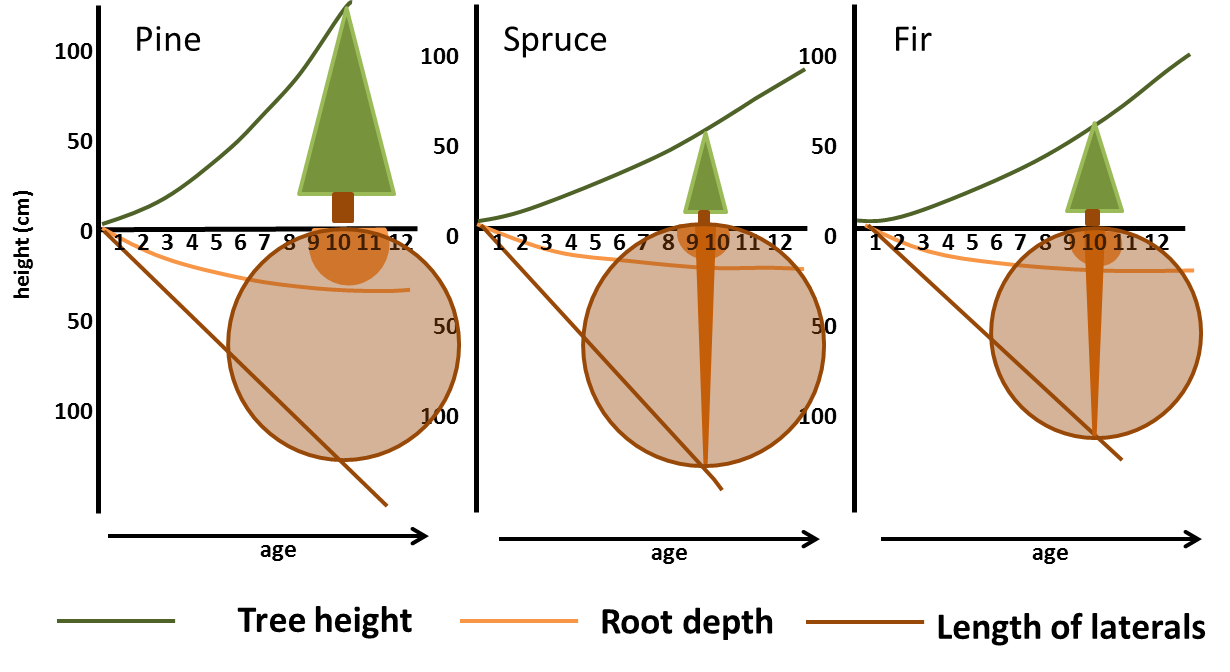 Pine
100
50
0
50
100
height (cm)
1 2 3 4 5 6 7 8 9 10 11 12
age
Spruce
100
50
0
50
100
1 2 3 4 5 6 7 8 9 10 11 12
age
Fir
100
50
0
50
100
1 2 3 4 5 6 7 8 9 10 11 12
age
Tree height
Root depth
Length of laterals